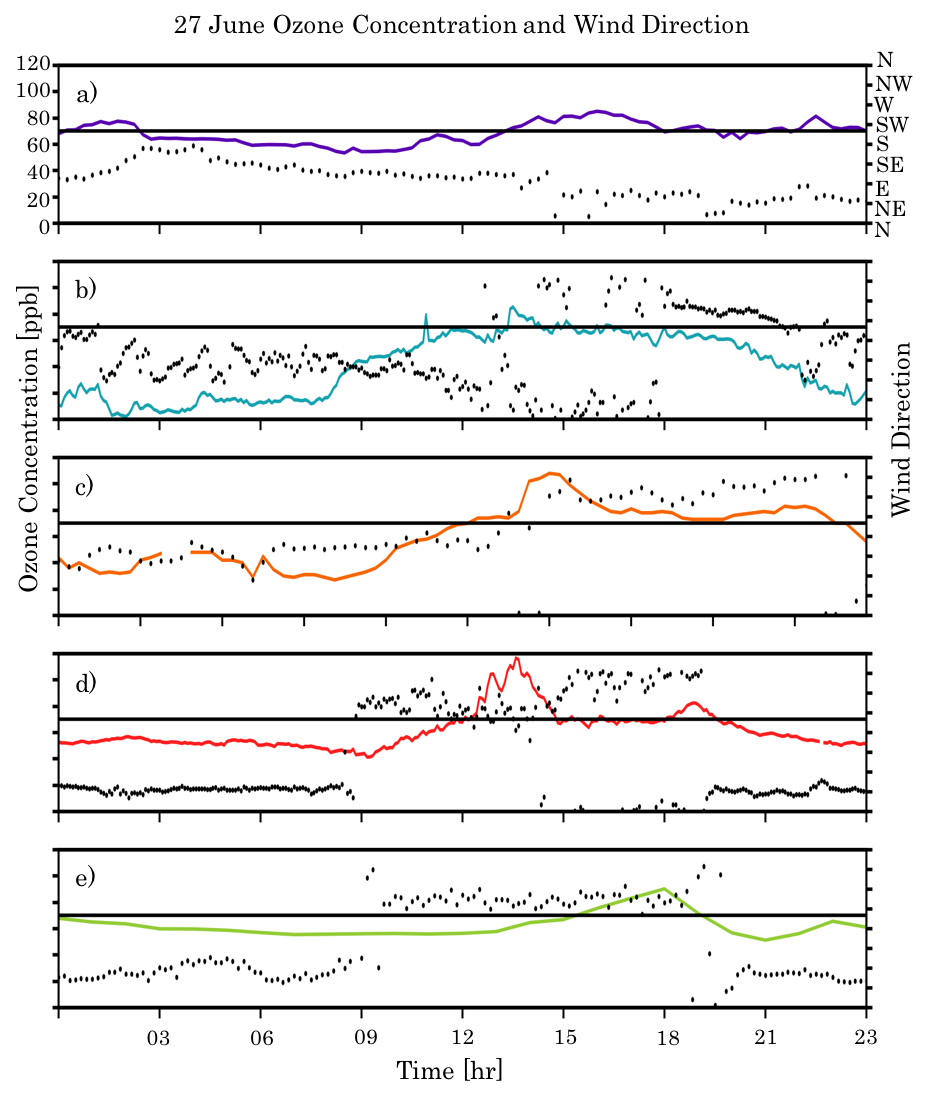 27 June Ozone Concentration and Wind Direction
120
100
80
60
40
20
0
a)
N
NW
W
SW
S
SE
E
NE
N
b)
c)
d)
e)
Ozone Concentration [ppb]
Wind Direction
03 06 09 12 15 18 21 23
Time [hr]